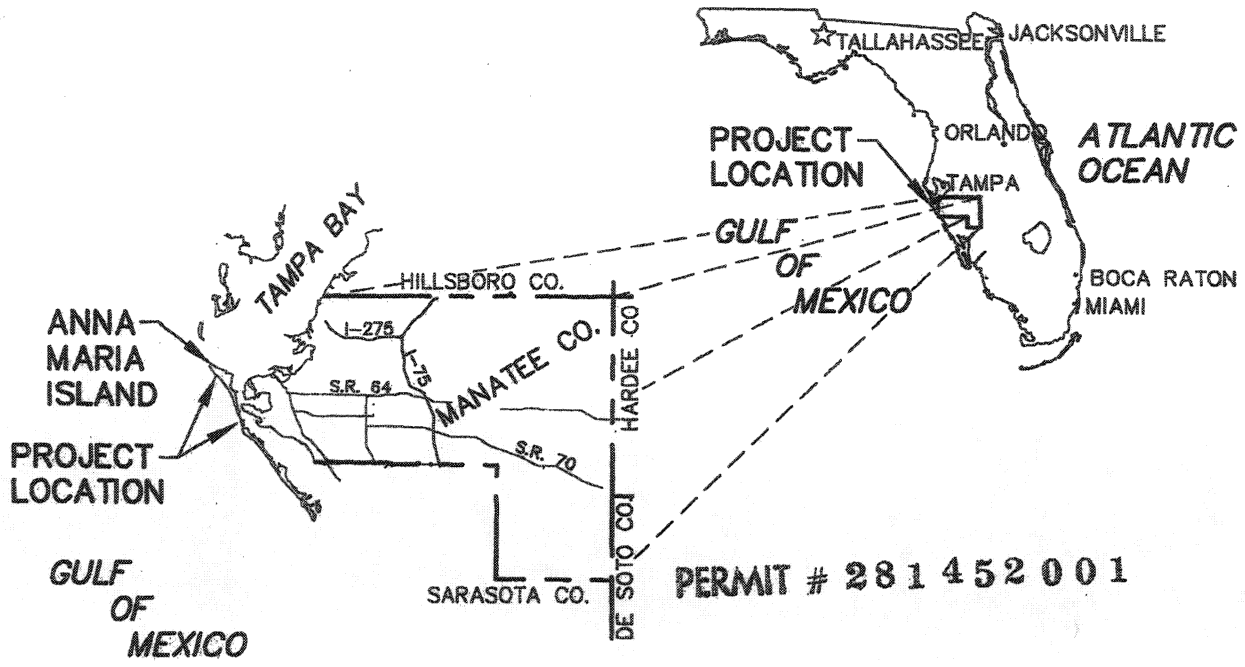 TALLAHASSEE
JACKSONVILLE
PROJECT
LOCATION
ORLANDO
ATLANTIC
OCEAN
TAMPA
GULF
OF
MEXICO
BOCA RATON
MIAMI
TAMPA BAY
HILLSBORO CO.
ANNA
MARIA
ISLAND
I-275
I-75
MANATEE CO.
HARDEE CO
S.R. 64
PROJECT
LOCATION
S.R. 70
GULF
OF
MEXICO
SARASOTA CO.
DE SOTO CO.
PERMIT # 281452001